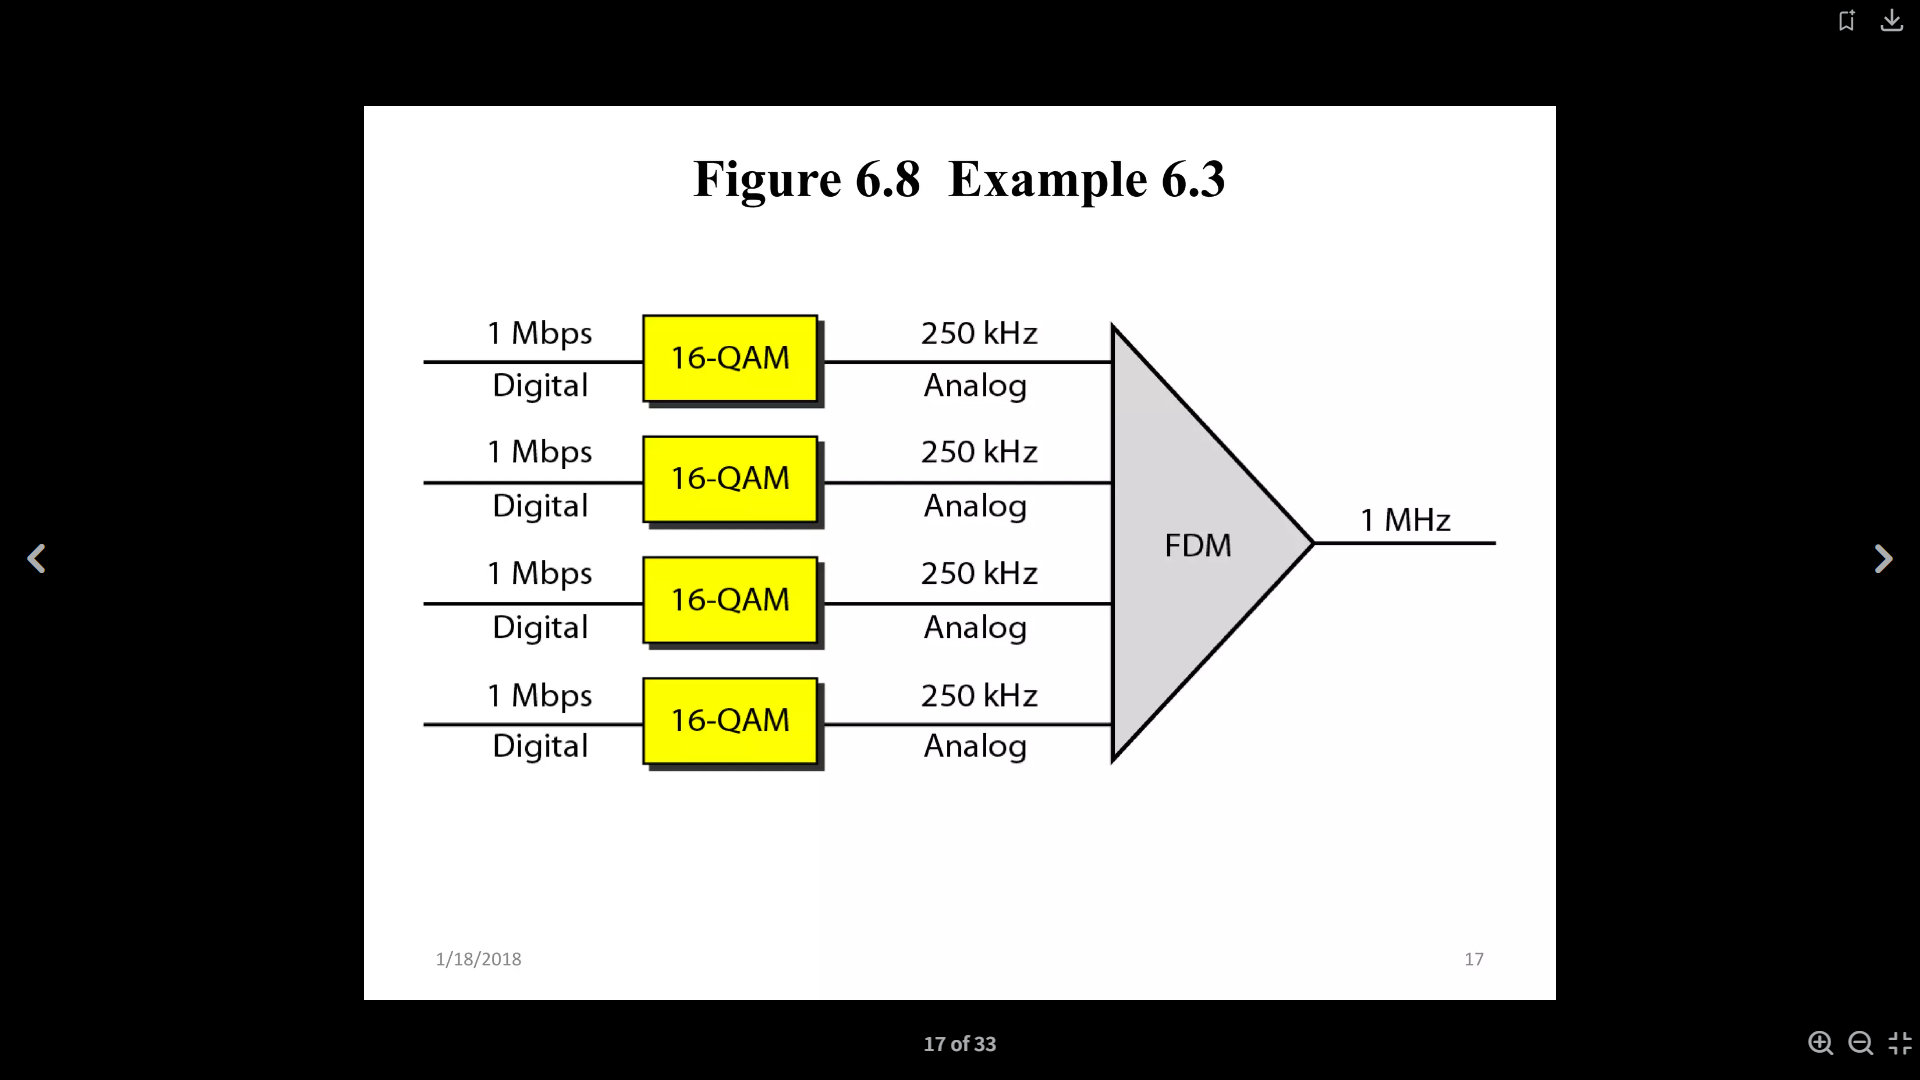 Figure 6.8  Example 6.3
1 Mbps
Digital
16-QAM
250 kHz
Analog
1 Mbps
Digital
16-QAM
250 kHz
Analog
1 Mbps
Digital
16-QAM
250 kHz
Analog
1 Mbps
Digital
16-QAM
250 kHz
Analog
FDM
1 MHz
1/18/2018
17
17 of 33